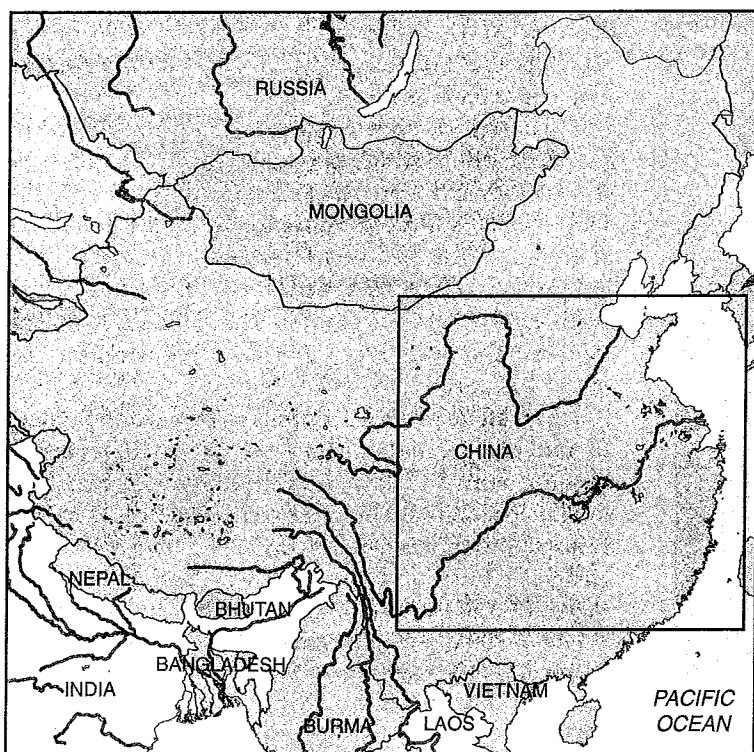 RUSSIA
MONGOLIA
CHINA
NEPAL
BHUTAN
BANGLADESH
INDIA
VIETNAM
BURMA
LAOS
PACIFIC
OCEAN